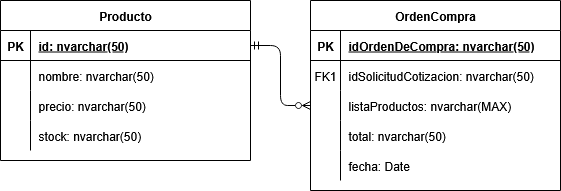 Producto
PK id: nvarchar(50)
nombre: nvarchar(50)
precio: nvarchar(50)
stock: nvarchar(50)
OrdenCompra
PK idOrdenDeCompra: nvarchar(50)
FK1 idSolicitudCotizacion: nvarchar(50)
listaProductos: nvarchar(MAX)
total: nvarchar(50)
fecha: Date